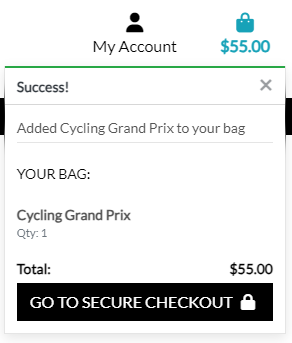 My Account
$55.00
Success!
Added Cycling Grand Prix to your bag
YOUR BAG:
Cycling Grand Prix
Qty: 1
Total: $55.00
GO TO SECURE CHECKOUT